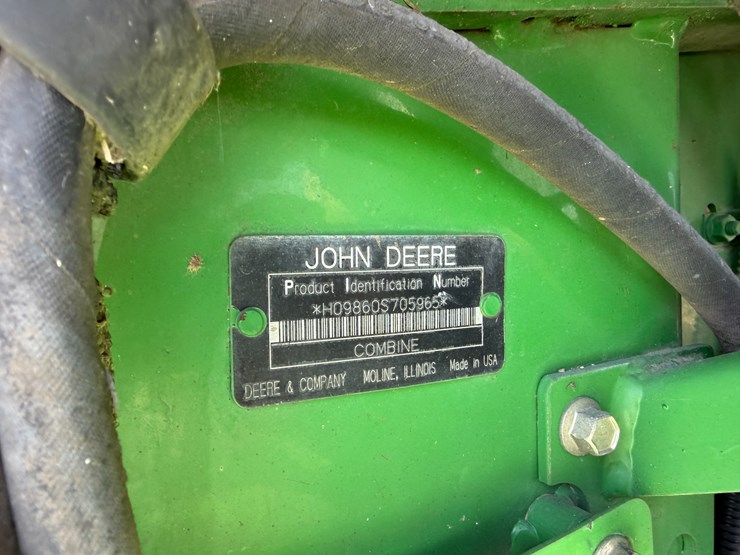 JOHN DEERE
Product Identification Number
*H09860S705965*
COMBINE
DEERE & COMPANY MOLINE, ILLINOIS Made in USA